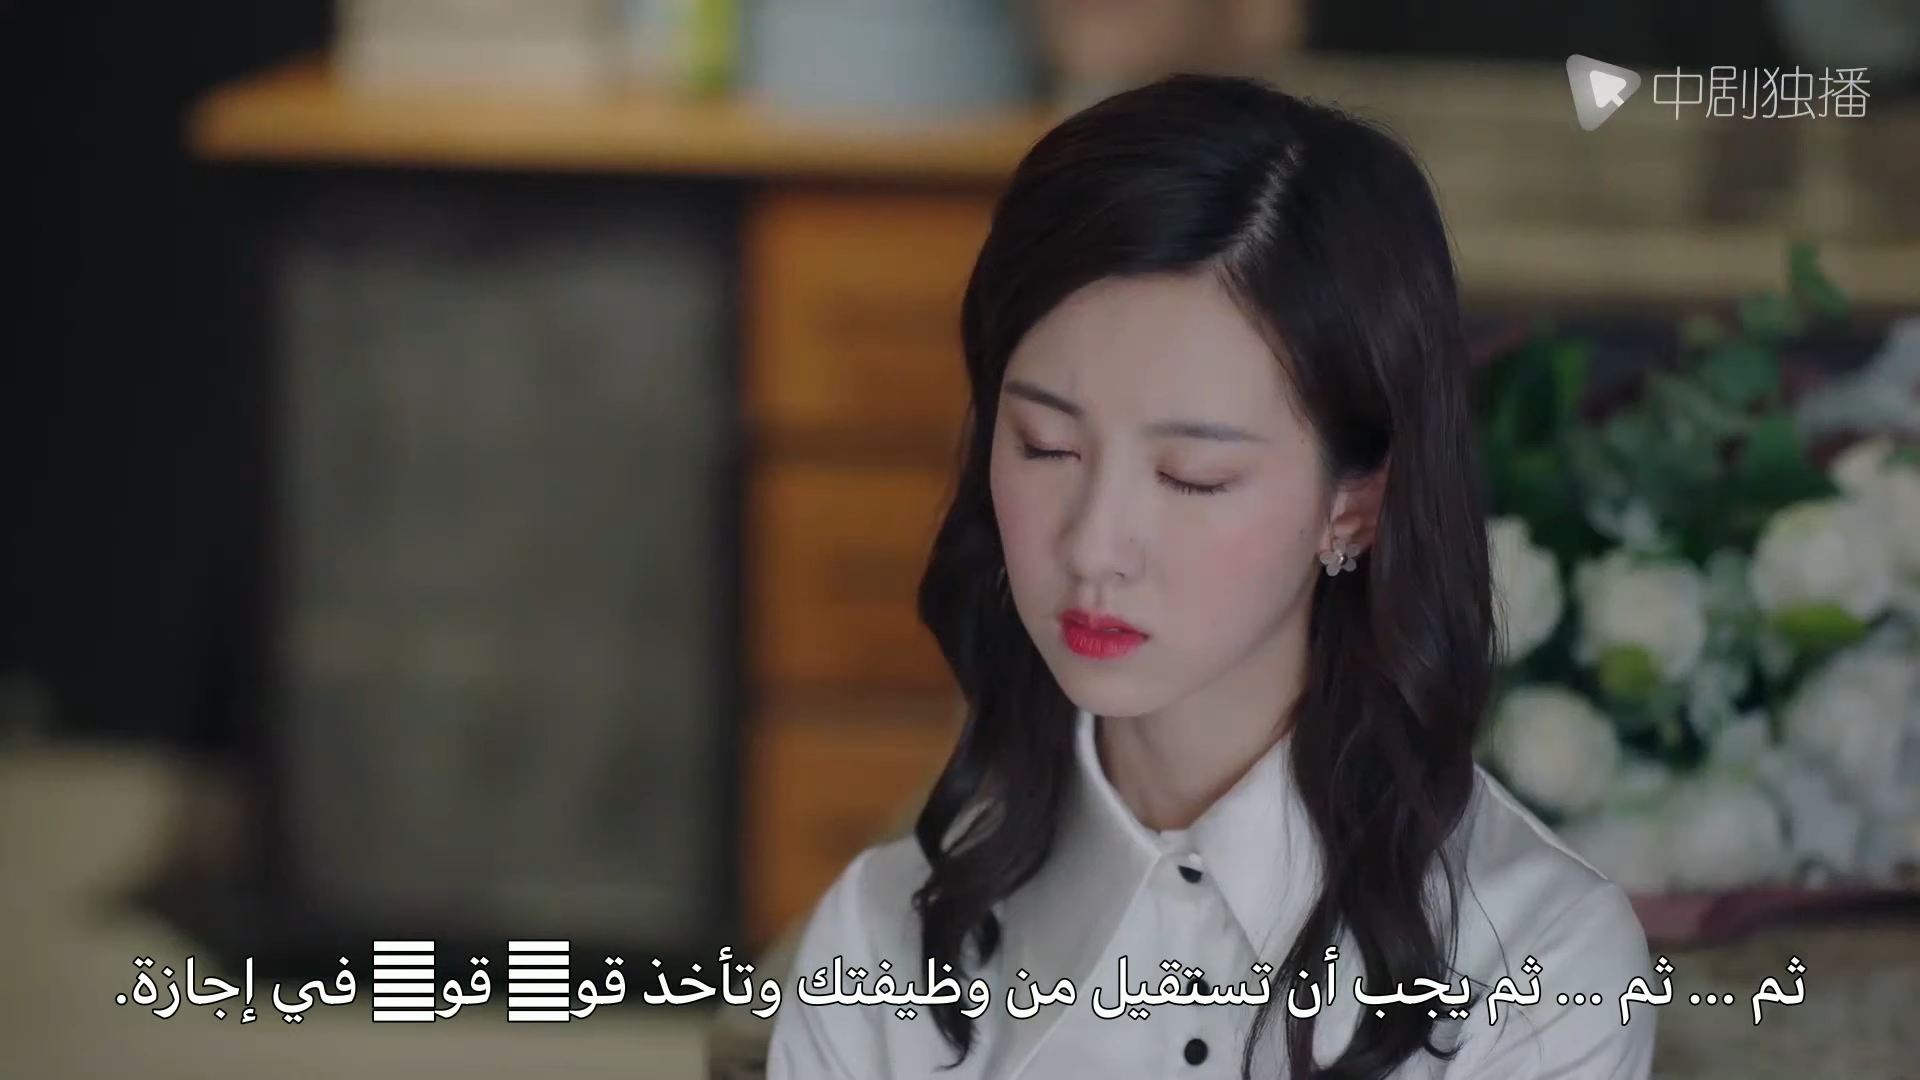 中剧独播
ثم ... ثم ... ثم يجب أن تستقيل من وظيفتك وتأخذ قو قو في إجازة.